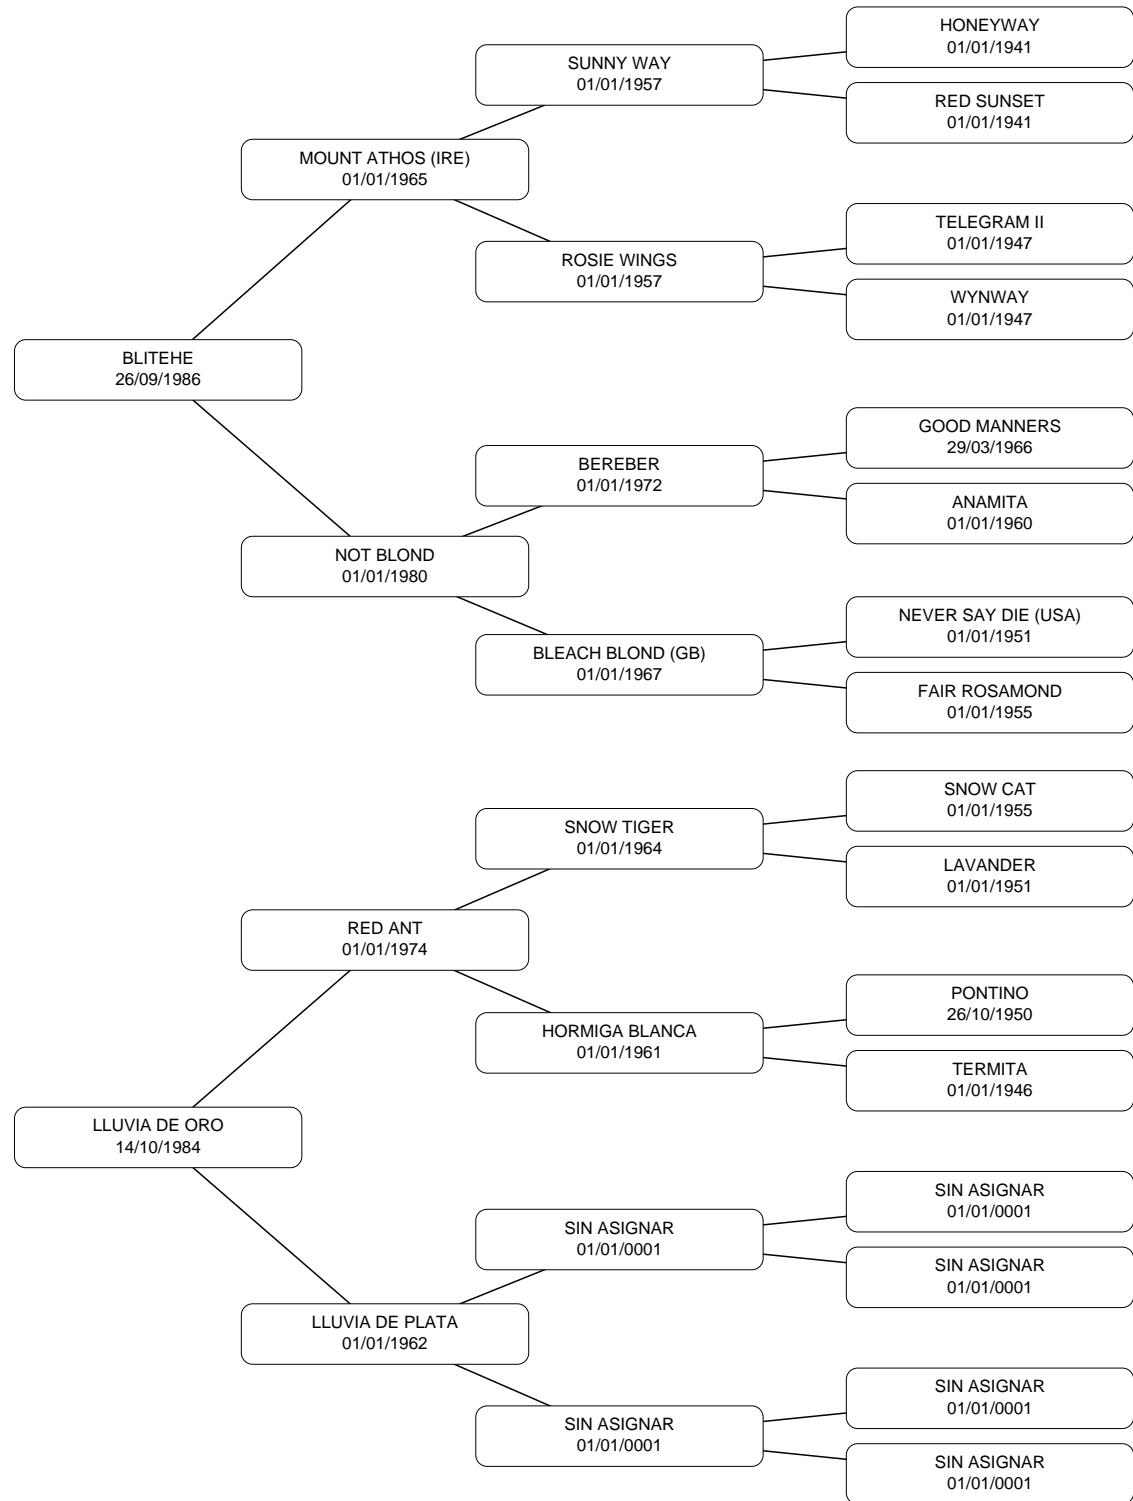 HONEYWAY
01/01/1941
SUNNY WAY
01/01/1957
RED SUNSET
01/01/1941
MOUNT ATHOS (IRE)
01/01/1965
TELEGRAM II
01/01/1947
ROSIE WINGS
01/01/1957
WYNWAY
01/01/1947
BLITEHE
26/09/1986
GOOD MANNERS
29/03/1966
BEREBER
01/01/1972
ANAMITA
01/01/1960
NOT BLOND
01/01/1980
NEVER SAY DIE (USA)
01/01/1951
BLEACH BLOND (GB)
01/01/1967
FAIR ROSAMOND
01/01/1955
SNOW CAT
01/01/1955
SNOW TIGER
01/01/1964
LAVANDER
01/01/1951
RED ANT
01/01/1974
PONTINO
26/10/1950
HORMIGA BLANCA
01/01/1961
TERMITA
01/01/1946
LLUVIA DE ORO
14/10/1984
SIN ASIGNAR
01/01/0001
SIN ASIGNAR
01/01/0001
SIN ASIGNAR
01/01/0001
LLUVIA DE PLATA
01/01/1962
SIN ASIGNAR
01/01/0001
SIN ASIGNAR
01/01/0001
SIN ASIGNAR
01/01/0001